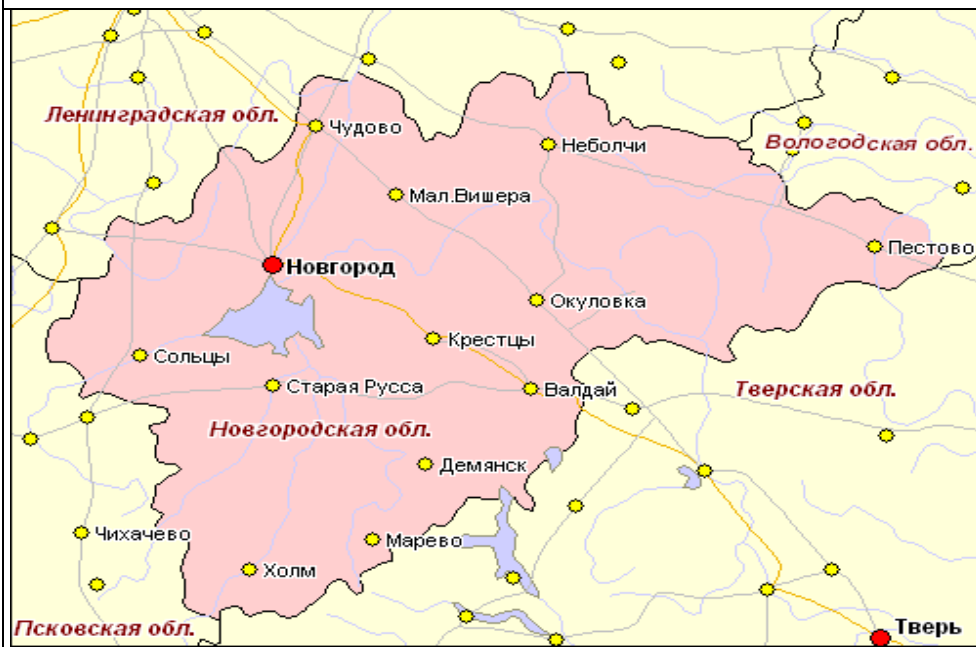 Ленинградская обл.
Чудово
Неболчи
Вологодская обл.
Мал.Вишера
Пестово
Новгород
Окуловка
Крестцы
Сольцы
Старая Русса
Валдай
Тверская обл.
Новгородская обл.
Демянск
Чихачево
Марево
Холм
Псковская обл.
Тверь